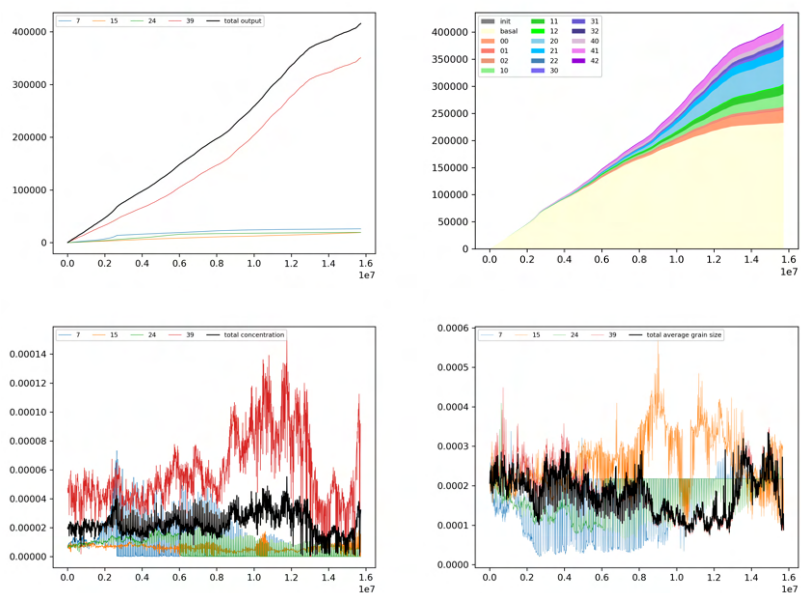 7 15 24 39 total output
400000
300000
200000
100000
0
0.0 0.2 0.4 0.6 0.8 1.0 1.2 1.4 1.6
1e7
init 11 31
basal 12 32
00 20 40
01 21 41
02 22 42
10 30
400000
350000
300000
250000
200000
150000
100000
50000
0
0.0 0.2 0.4 0.6 0.8 1.0 1.2 1.4 1.6
1e7
7 15 24 39 total concentration
0.00014
0.00012
0.00010
0.00008
0.00006
0.00004
0.00002
0.00000
0.0 0.2 0.4 0.6 0.8 1.0 1.2 1.4 1.6
1e7
7 15 24 39 total average grain size
0.0006
0.0005
0.0004
0.0003
0.0002
0.0001
0.0000
0.0 0.2 0.4 0.6 0.8 1.0 1.2 1.4 1.6
1e7